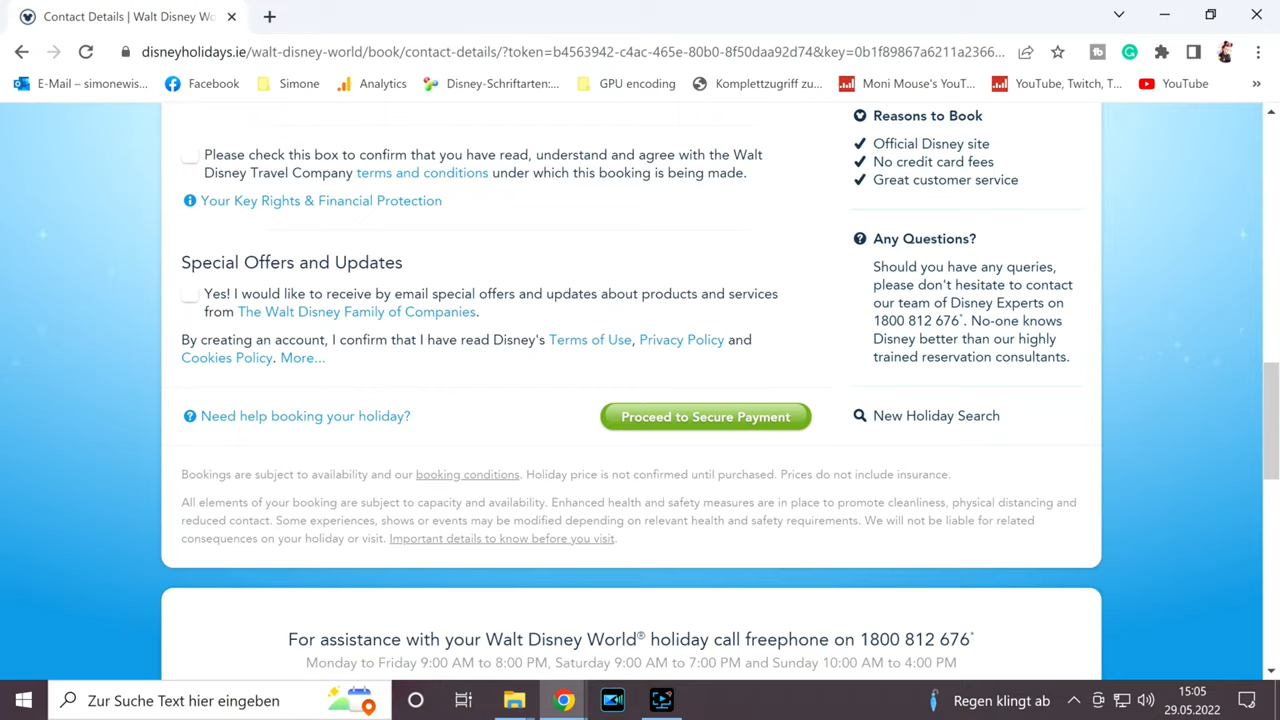 Contact Details | Walt Disney Wo
disneyholidays.ie/walt-disney-world/book/contact-details/?token=b4563942-c4ac-465e-80b0-8f50daa92d74&key=0b1f89867a6211a2366...
E-Mail – simonewis... Facebook Simone Analytics Disney-Schriftarten:... GPU encoding Komplettzugriff zu... Moni Mouse's YouT... YouTube, Twitch, T... YouTube »
Please check this box to confirm that you have read, understand and agree with the Walt
Disney Travel Company terms and conditions under which this booking is being made.
Your Key Rights & Financial Protection
Special Offers and Updates
Yes! I would like to receive by email special offers and updates about products and services
from The Walt Disney Family of Companies.
By creating an account, I confirm that I have read Disney's Terms of Use, Privacy Policy and
Cookies Policy. More...
Need help booking your holiday?
Proceed to Secure Payment
Reasons to Book
Official Disney site
No credit card fees
Great customer service
Any Questions?
Should you have any queries,
please don't hesitate to contact
our team of Disney Experts on
1800 812 676*. No-one knows
Disney better than our highly
trained reservation consultants.
New Holiday Search
Bookings are subject to availability and our booking conditions. Holiday price is not confirmed until purchased. Prices do not include insurance.
All elements of your booking are subject to capacity and availability. Enhanced health and safety measures are in place to promote cleanliness, physical distancing and
reduced contact. Some experiences, shows or events may be modified depending on relevant health and safety requirements. We will not be liable for related
consequences on your holiday or visit. Important details to know before you visit.
For assistance with your Walt Disney World® holiday call freephone on 1800 812 676*
Monday to Friday 9:00 AM to 8:00 PM, Saturday 9:00 AM to 7:00 PM and Sunday 10:00 AM to 4:00 PM
Zur Suche Text hier eingeben
Regen klingt ab
15:05
29.05.2022